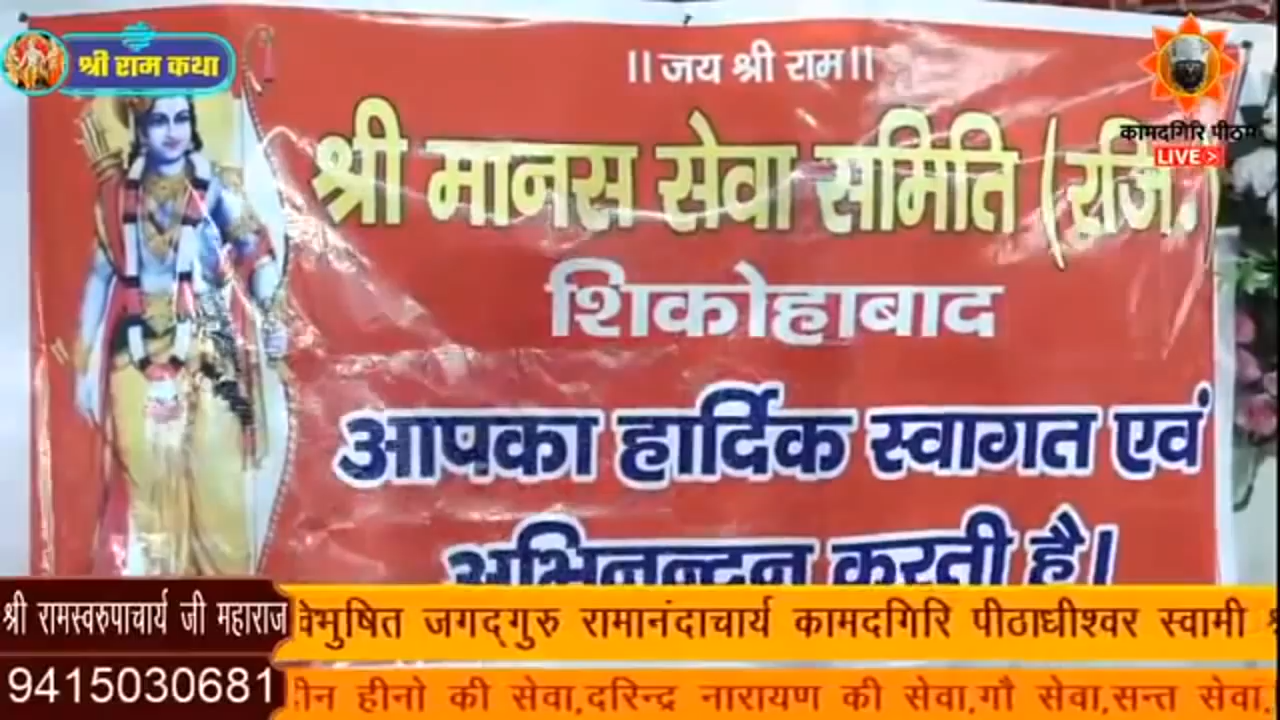 श्री राम कथा
कामदगिरि पीठम
LIVE >
||जय श्री राम||
श्री मानस सेवा समिति (रजि.)
शिकोहाबाद
आपका हार्दिक स्वागत एवं
अभिनन्दन करती है।
श्री रामस्वरुपाचार्य जी महाराज
9415030681
जगद्गुरु रामानंदाचार्य कामदगिरि पीठाधीश्वर स्वामी
हीनो की सेवा,दरिन्द्र नारायण की सेवा,गौ सेवा,सन्त सेवा,